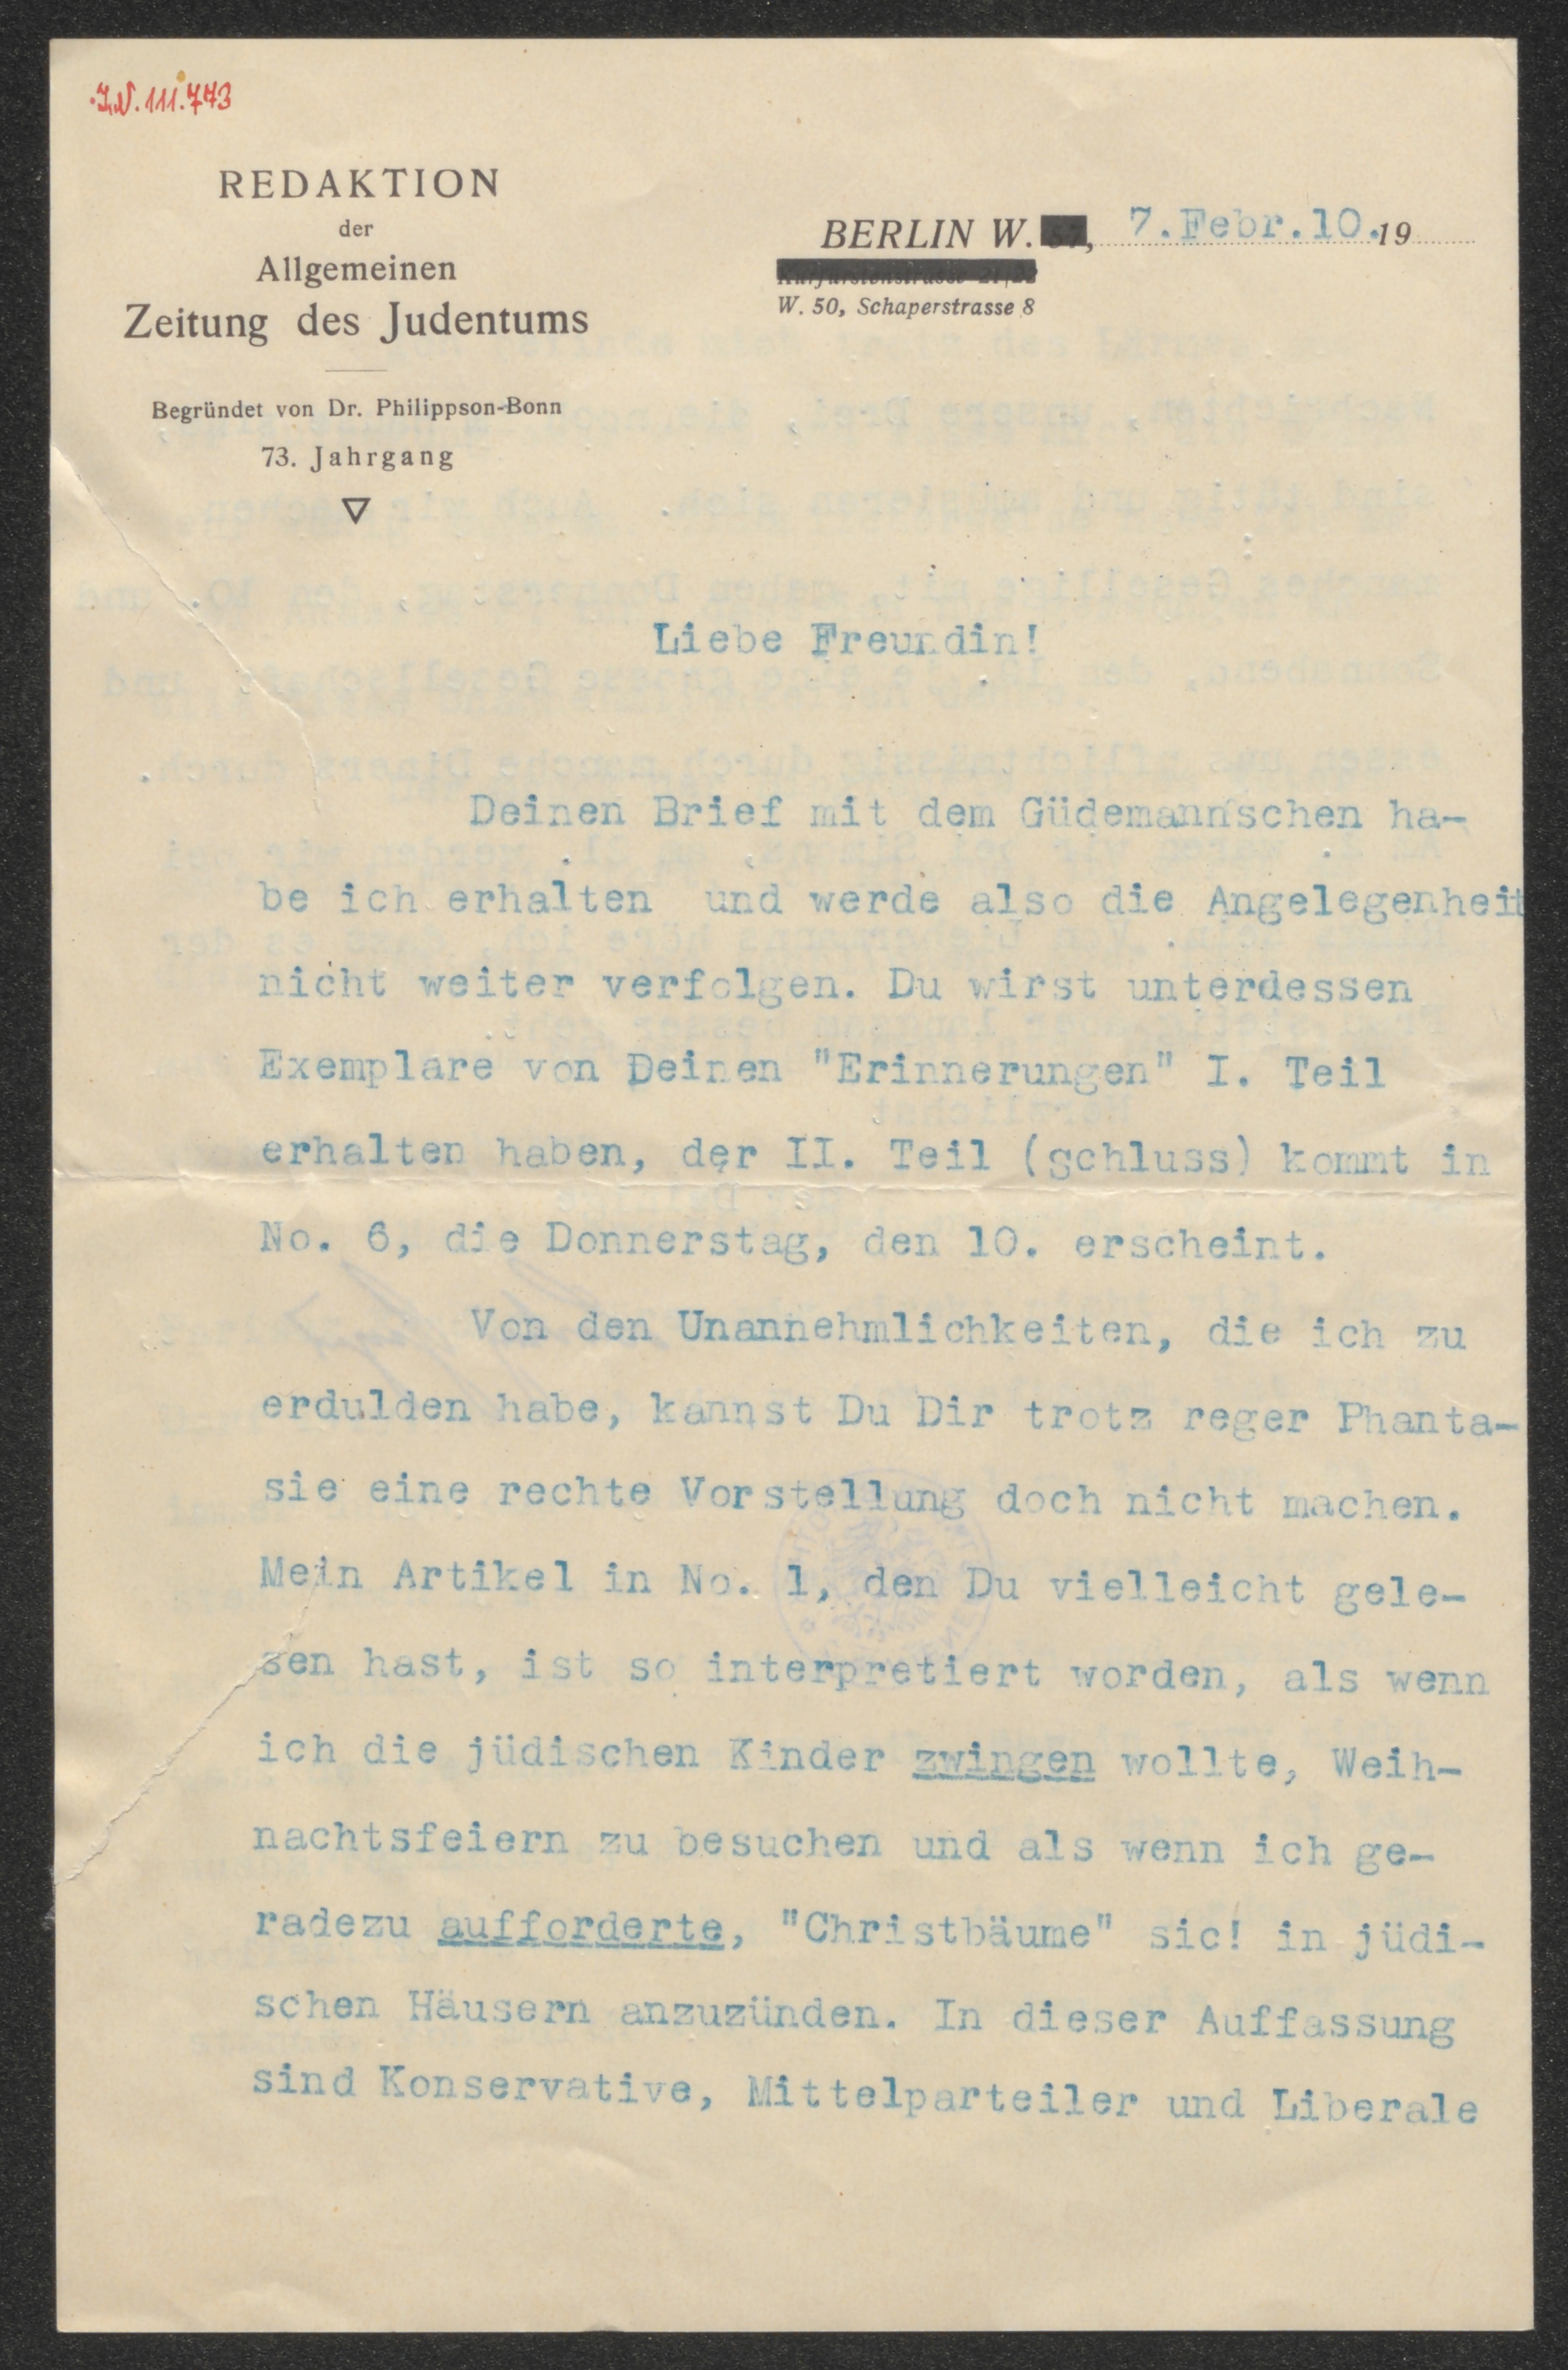 J.N. 111.773
REDAKTION
der
Allgemeinen
Zeitung des Judentums
Begründet von Dr. Philippson-Bonn
73. Jahrgang
BERLIN W. 7.Febr.10.19
W. 50, Schaperstrasse 8
Liebe Freundin!
Deinen Brief mit dem Güdemann'schen ha-
be ich erhalten und werde also die Angelegenheit
nicht weiter verfolgen. Du wirst unterdessen
Exemplare von Deinen "Erinnerungen" I. Teil
erhalten haben, der II. Teil (schluss) kommt in
No. 6, die Donnerstag, den 10. erscheint.
Von den Unannehmlichkeiten, die ich zu
erdulden habe, kannst Du Dir trotz reger Phanta-
sie eine rechte Vorstellung doch nicht machen.
Mein Artikel in No. 1, den Du vielleicht gele-
sen hast, ist so interpretiert worden, als wenn
ich die jüdischen Kinder zwingen wollte, Weih-
nachtsfeiern zu besuchen und als wenn ich ge-
radezu aufforderte, "Christbäume" sic! in jüdi-
schen Häusern anzuzünden. In dieser Auffassung
sind Konservative, Mittelparteiler und Liberale